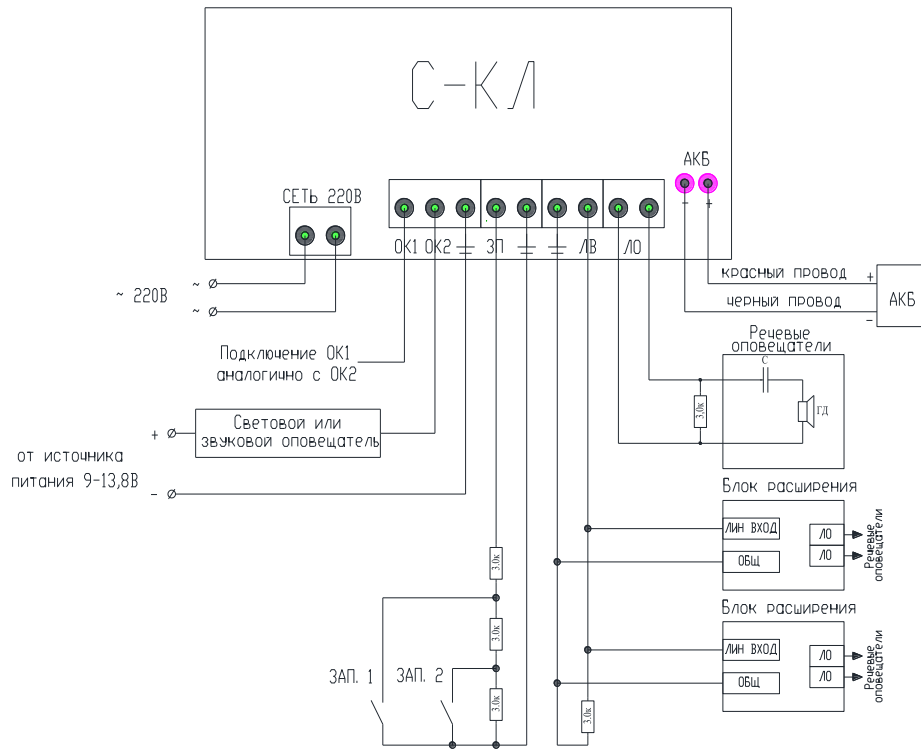 С-КЛ
АКБ
- +
СЕТЬ 220В
ОК1 ОК2 ЗП ЛВ ЛО
~ 220В
~
~
КРАСНЫЙ ПРОВОД
+
ЧЕРНЫЙ ПРОВОД
-
АКБ
Подключение ОК1
аналогично с ОК2
Речевые
оповещатели
С
3,0к
ГД
+
Световой или
звуковой оповещатель
от источника
питания 9-13,8В
-
Блок расширения
ЛИН ВХОД
ОБЩ
ЛО
ЛО
Речевые
оповещатели
3.0к
3.0к
3.0к
3.0к
ЗАП. 1
ЗАП. 2
Блок расширения
ЛИН ВХОД
ОБЩ
ЛО
ЛО
Речевые
оповещатели